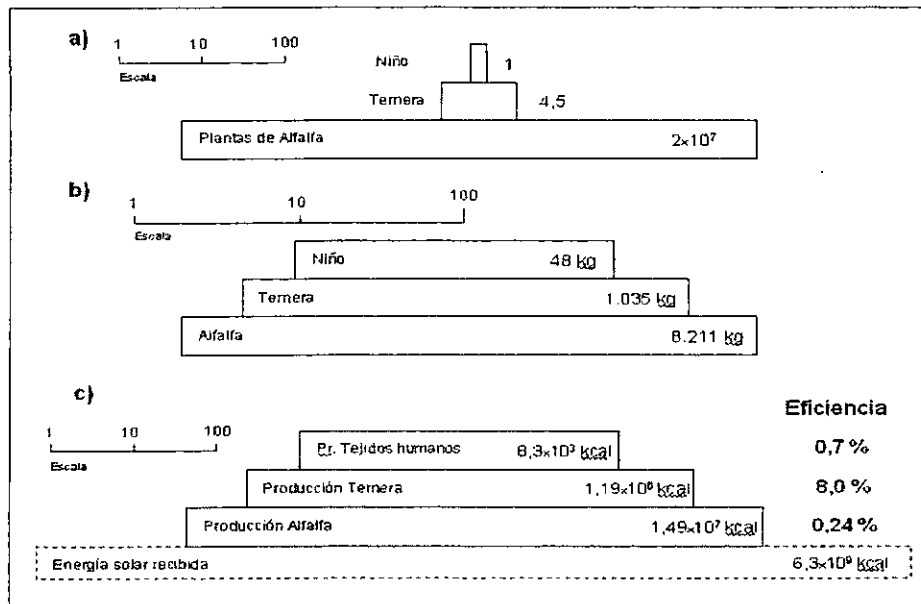 a)
1 10 100
Escala
Niño 1
Ternera 4,5
Plantas de Alfalfa 2×10⁷
b)
1 10 100
Escala
Niño 48 kg
Ternera 1.035 kg
Alfalfa 8.211 kg
c)
Eficiencia
1 10 100
Escala
Pr. Tejidos humanos 8,3×10³ kcal 0,7 %
Producción Ternera 1,19×10⁶ kcal 8,0 %
Producción Alfalfa 1,49×10⁷ kcal 0,24 %
Energía solar recibida 6,3×10⁹ kcal